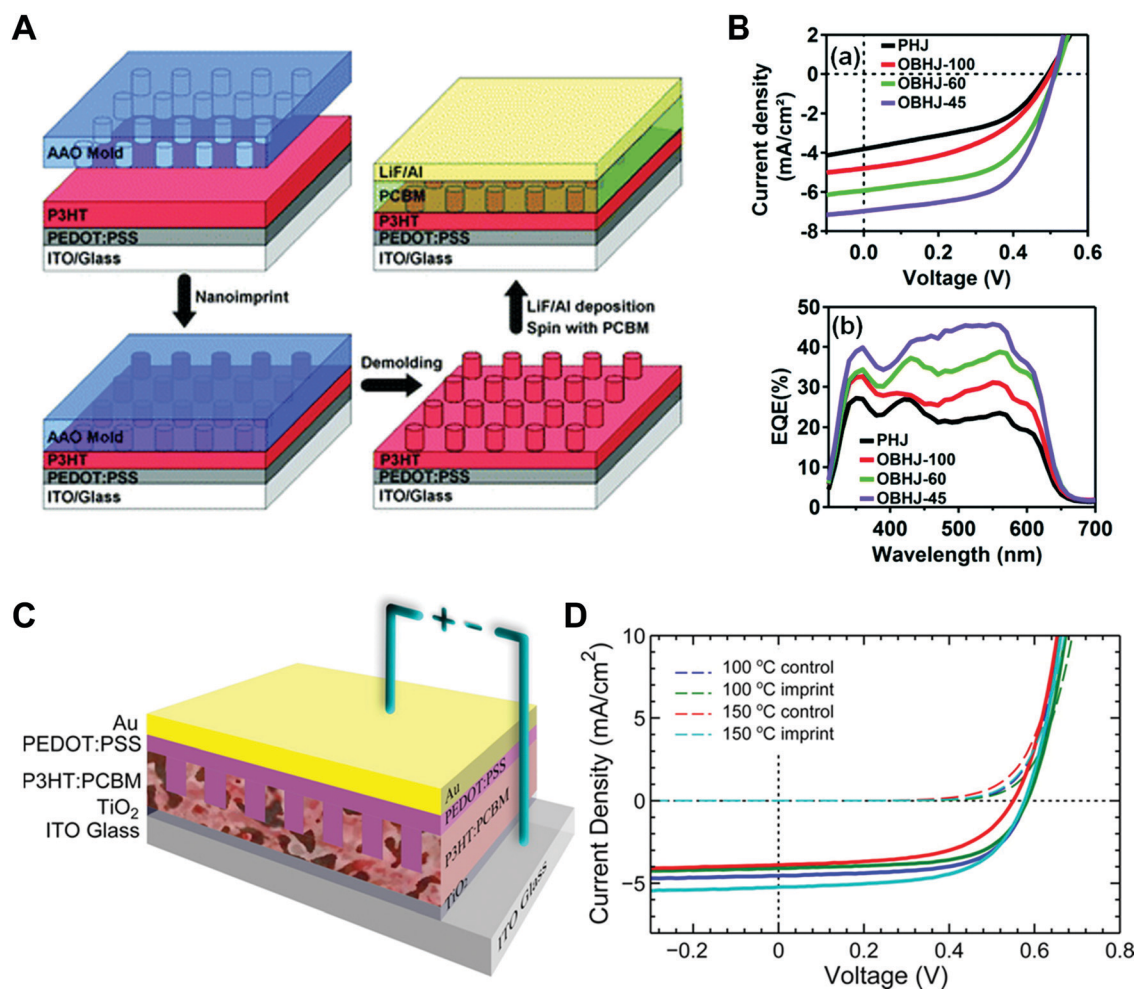 A
AAO Mold
P3HT
PEDOT:PSS
ITO/Glass
Nanoimprint
AAO Mold
P3HT
PEDOT:PSS
ITO/Glass
Demolding
LiF/Al
PCBM
P3HT
PEDOT:PSS
ITO/Glass
LiF/Al deposition
Spin with PCBM
B
(a)
PHJ
OBHJ-100
OBHJ-60
OBHJ-45
Current density
(mA/cm²)
0
-2
-4
-6
-8
0.0
0.2
0.4
0.6
Voltage (V)
(b)
EQE(%)
50
40
30
20
10
0
PHJ
OBHJ-100
OBHJ-60
OBHJ-45
400
500
600
700
Wavelength (nm)
C
+ -
Au
PEDOT:PSS
P3HT:PCBM
TiO2
ITO Glass
Au
PEDOT:PSS
P3HT:PCBM
TiO2
ITO Glass
D
Current Density (mA/cm2)
10
5
0
−5
100 oC control
100 oC imprint
150 oC control
150 oC imprint
−0.2
0
0.2
0.4
0.6
0.8
Voltage (V)